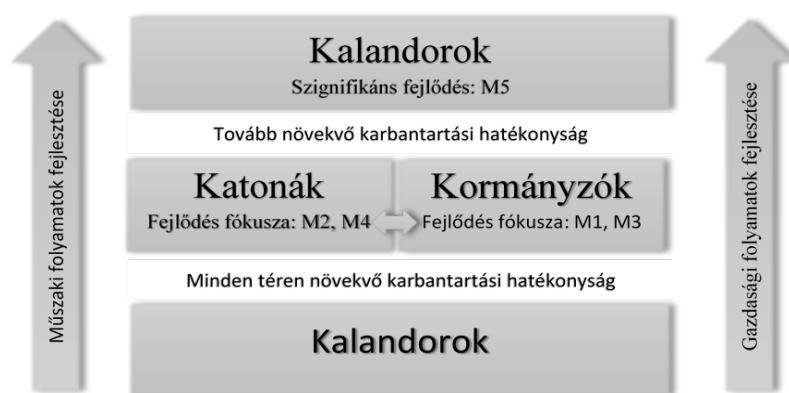 Kalandorok
Szignifikáns fejlődés: M5
Tovább növekvő karbantartási hatékonyság
Katonák
Fejlődés fókusza: M2, M4
Kormányzók
Fejlődés fókusza: M1, M3
Minden téren növekvő karbantartási hatékonyság
Kalandorok
Műszaki folyamatok fejlesztése
Gazdasági folyamatok fejlesztése